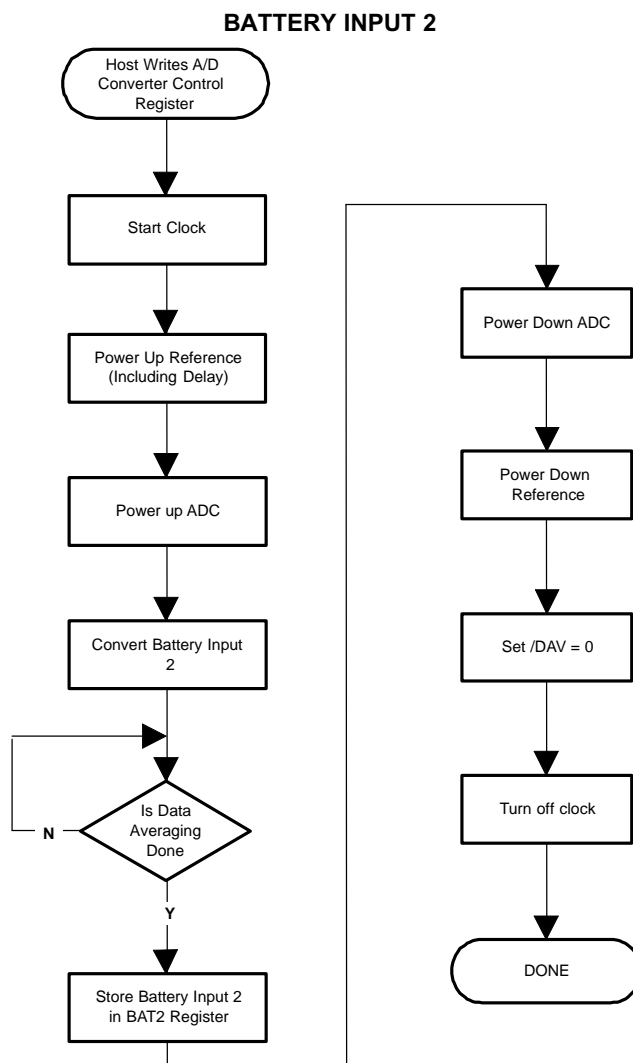 BATTERY INPUT 2
Host Writes A/D
Converter Control
Register
Start Clock
Power Up Reference
(Including Delay)
Power up ADC
Convert Battery Input
2
Is Data
Averaging
Done
N
Y
Store Battery Input 2
in BAT2 Register
Power Down ADC
Power Down
Reference
Set /DAV = 0
Turn off clock
DONE